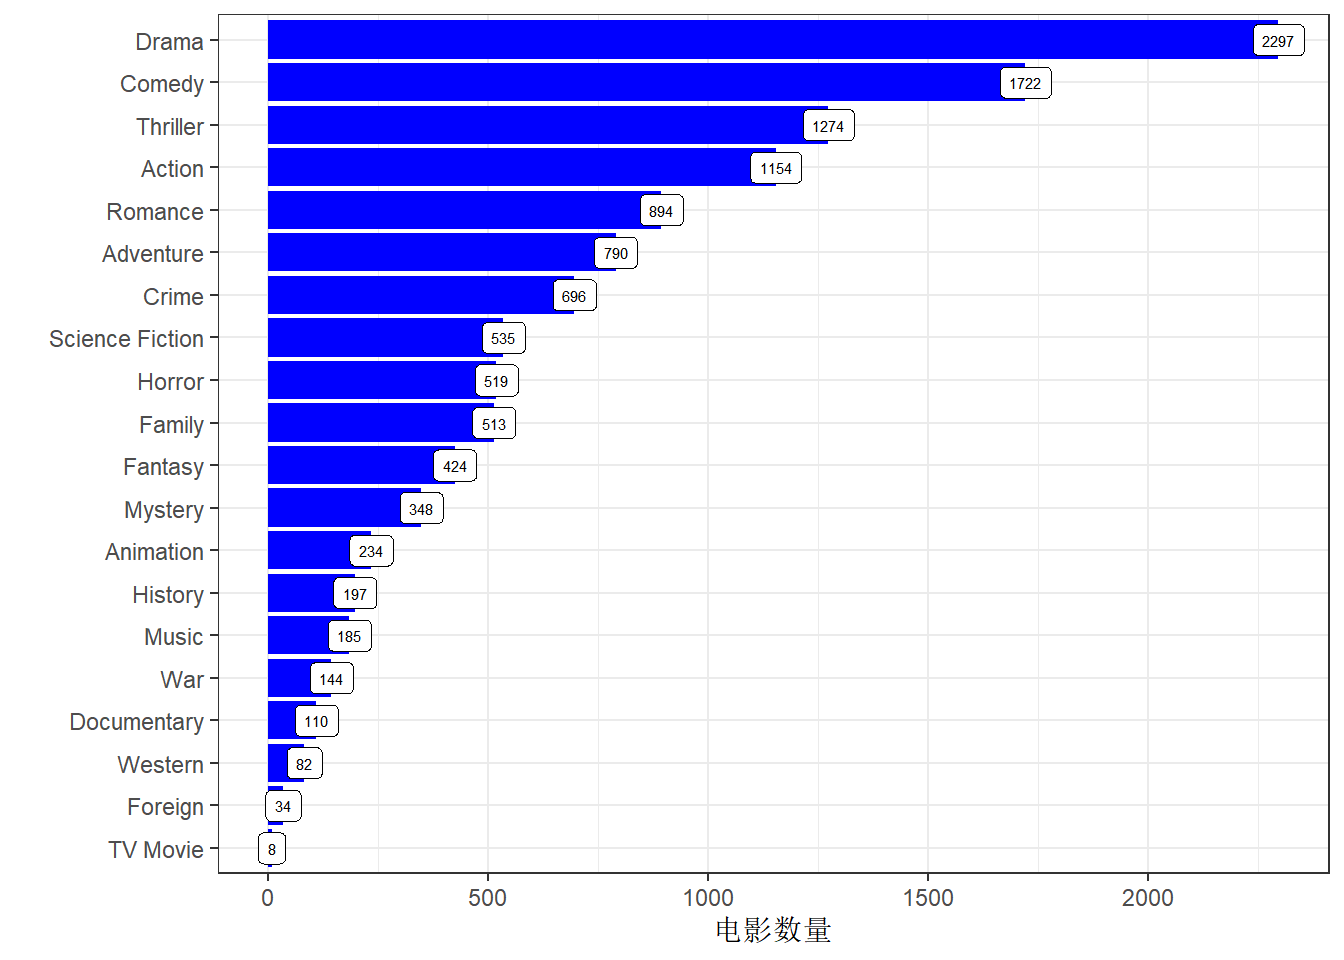 Drama 2297
Comedy 1722
Thriller 1274
Action 1154
Romance 894
Adventure 790
Crime 696
Science Fiction 535
Horror 519
Family 513
Fantasy 424
Mystery 348
Animation 234
History 197
Music 185
War 144
Documentary 110
Western 82
Foreign 34
TV Movie 8
0 500 1000 1500 2000
电影数量